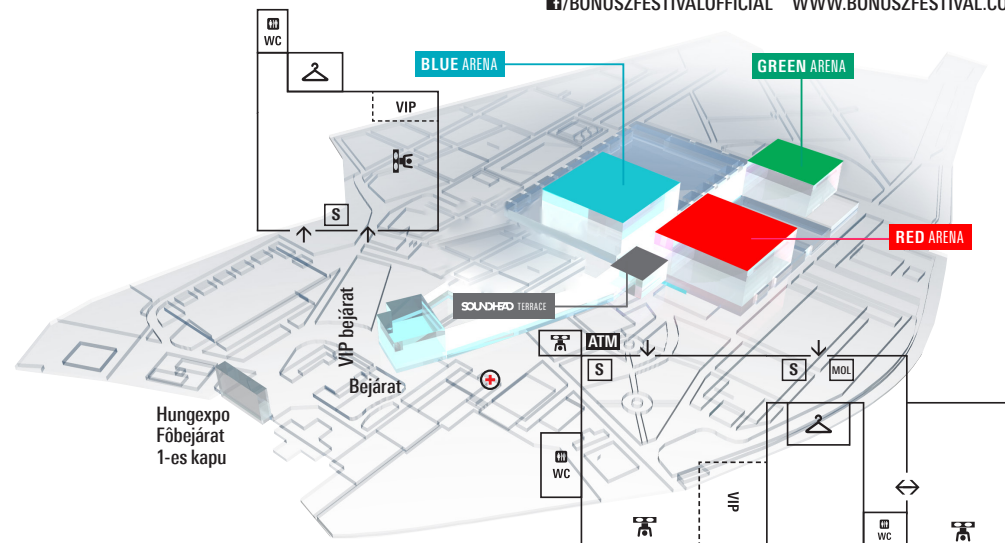 /BONUSZFESTIVALOFFICIAL WWW.BONUSZFESTIVAL.CO
WC
BLUE ARENA
GREEN ARENA
VIP
S
RED ARENA
SOUNDHEAD TERRACE
VIP bejárat
ATM
Bejárat
S
S
MOL
Hungexpo
Fôbejárat
1-es kapu
WC
VIP
WC